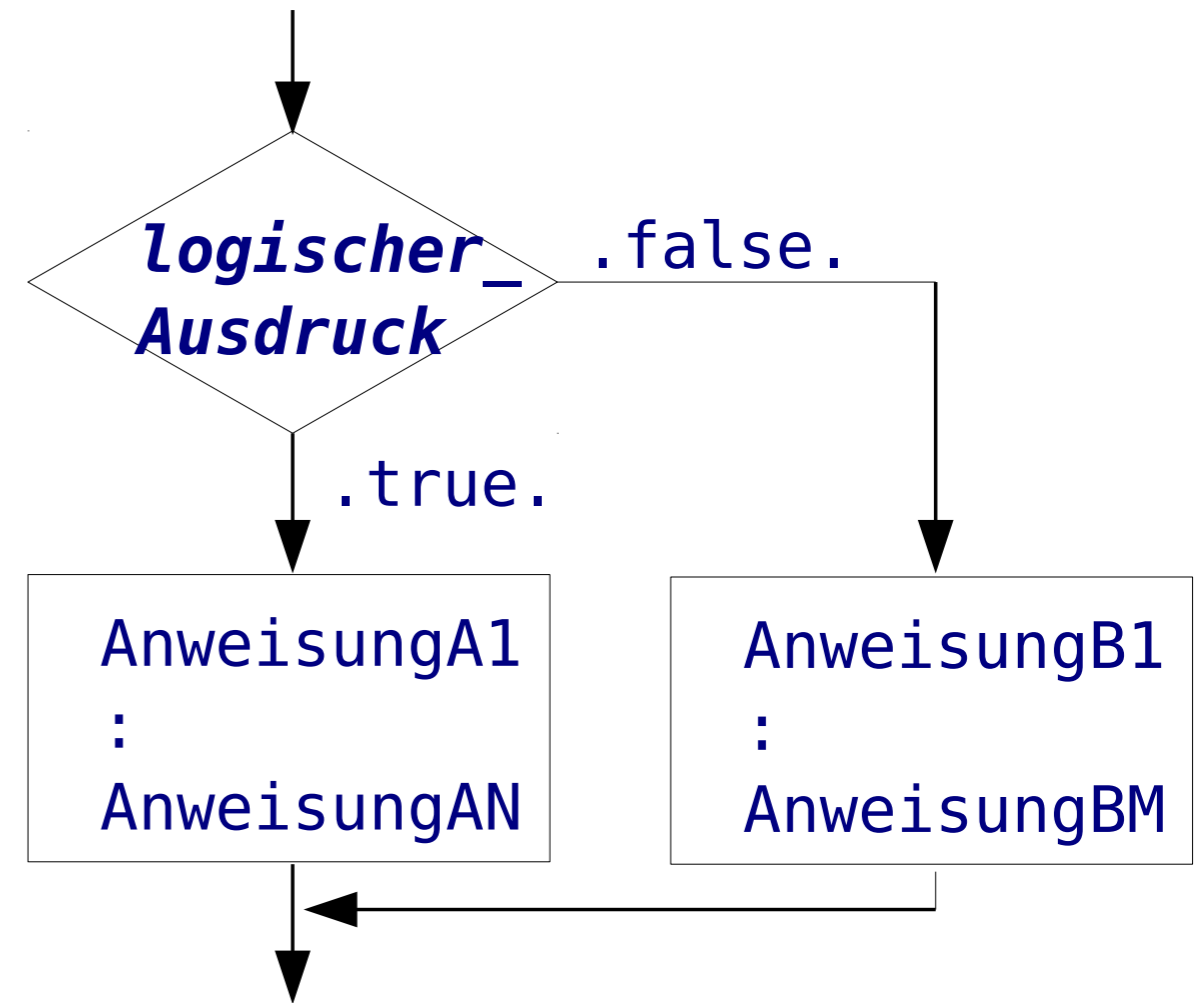 logischer_
Ausdruck
.false.
.true.
AnweisungA1
:
AnweisungAN
AnweisungB1
:
AnweisungBM